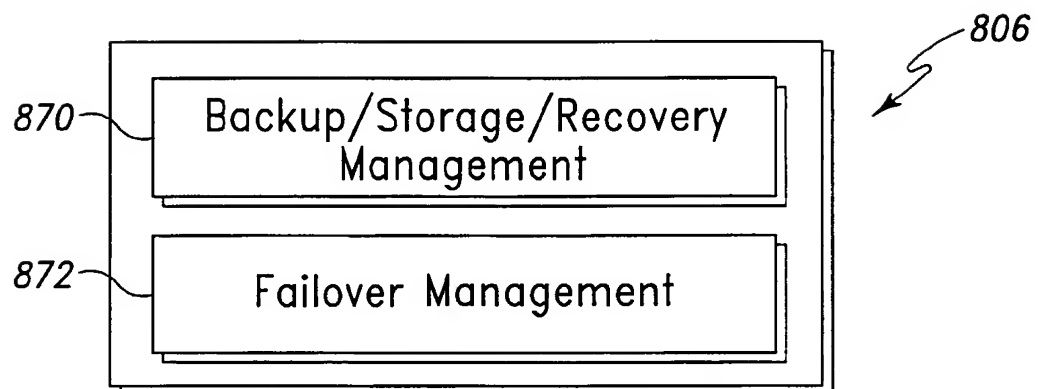 806
870
Backup/Storage/Recovery
Management
872
Failover Management